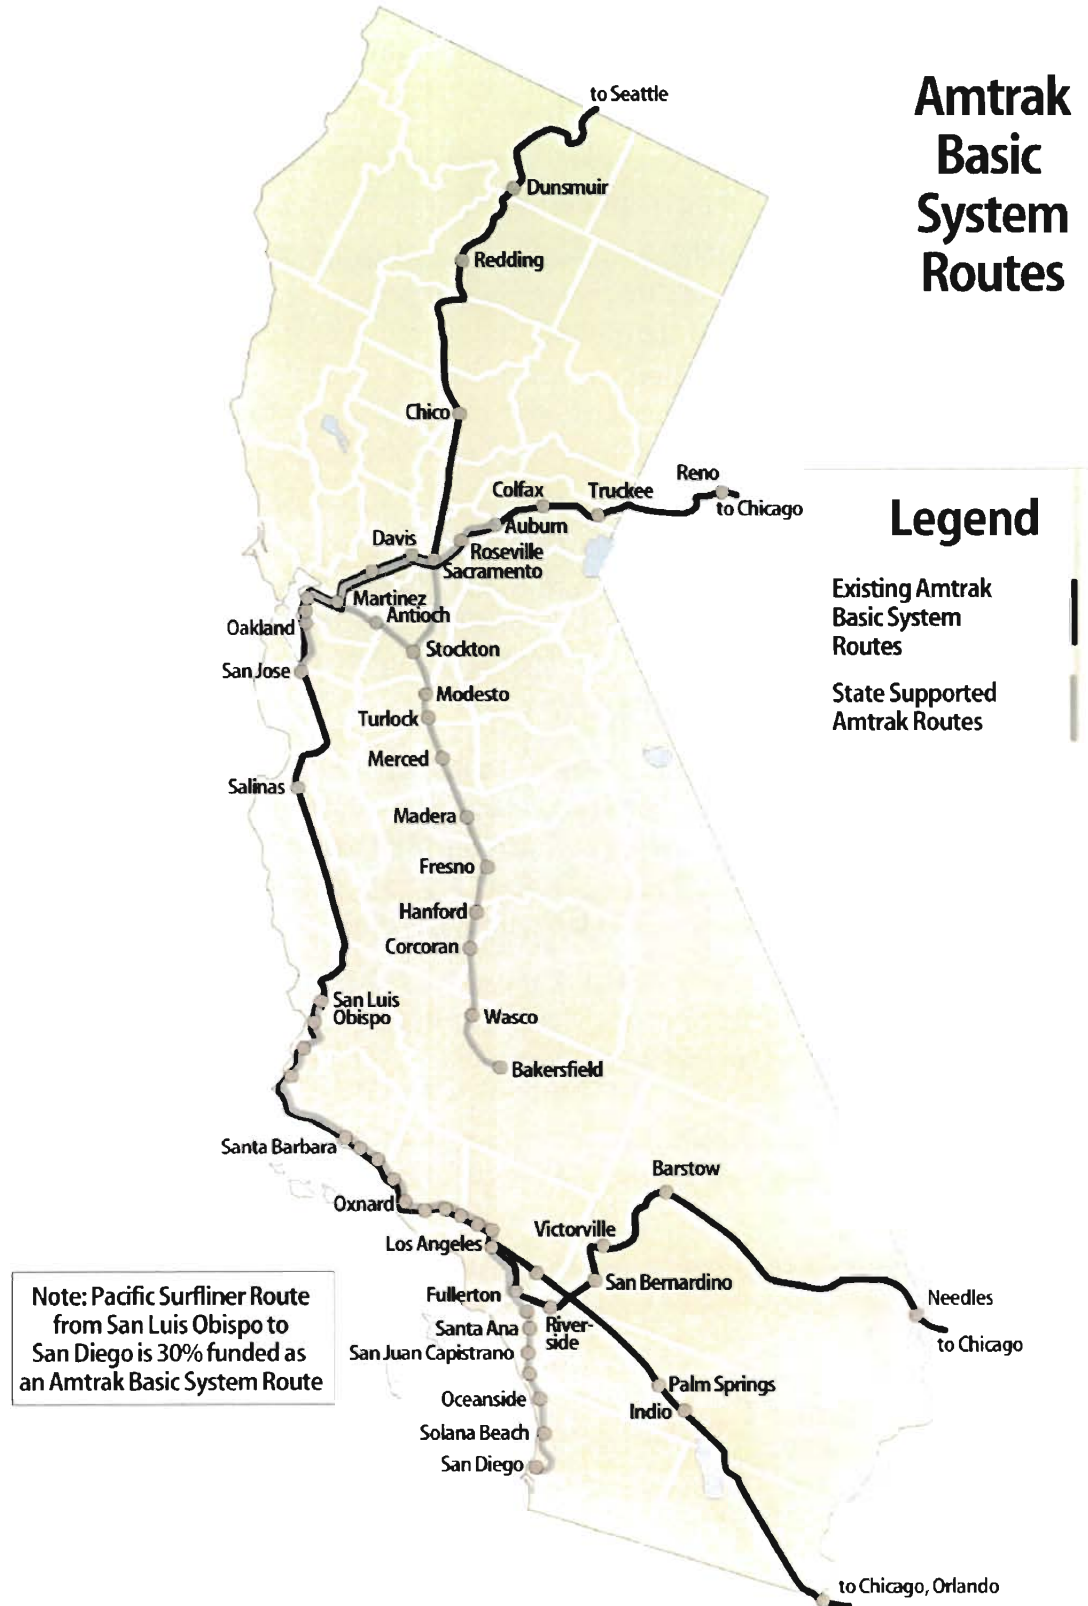 Amtrak
Basic
System
Routes
to Seattle
Dunsmuir
Redding
Chico
Reno
to Chicago
Colfax
Truckee
Auburn
Davis
Roseville
Sacramento
Martinez
Antioch
Oakland
Stockton
San Jose
Modesto
Turlock
Merced
Salinas
Madera
Fresno
Hanford
Corcoran
San Luis
Obispo
Wasco
Bakersfield
Santa Barbara
Oxnard
Los Angeles
Barstow
Victorville
San Bernardino
Fullerton
River-
side
Needles
to Chicago
Santa Ana
San Juan Capistrano
Palm Springs
Indio
Oceanside
Solana Beach
San Diego
to Chicago, Orlando
Legend
Existing Amtrak
Basic System
Routes
State Supported
Amtrak Routes
Note: Pacific Surfliner Route
from San Luis Obispo to
San Diego is 30% funded as
an Amtrak Basic System Route